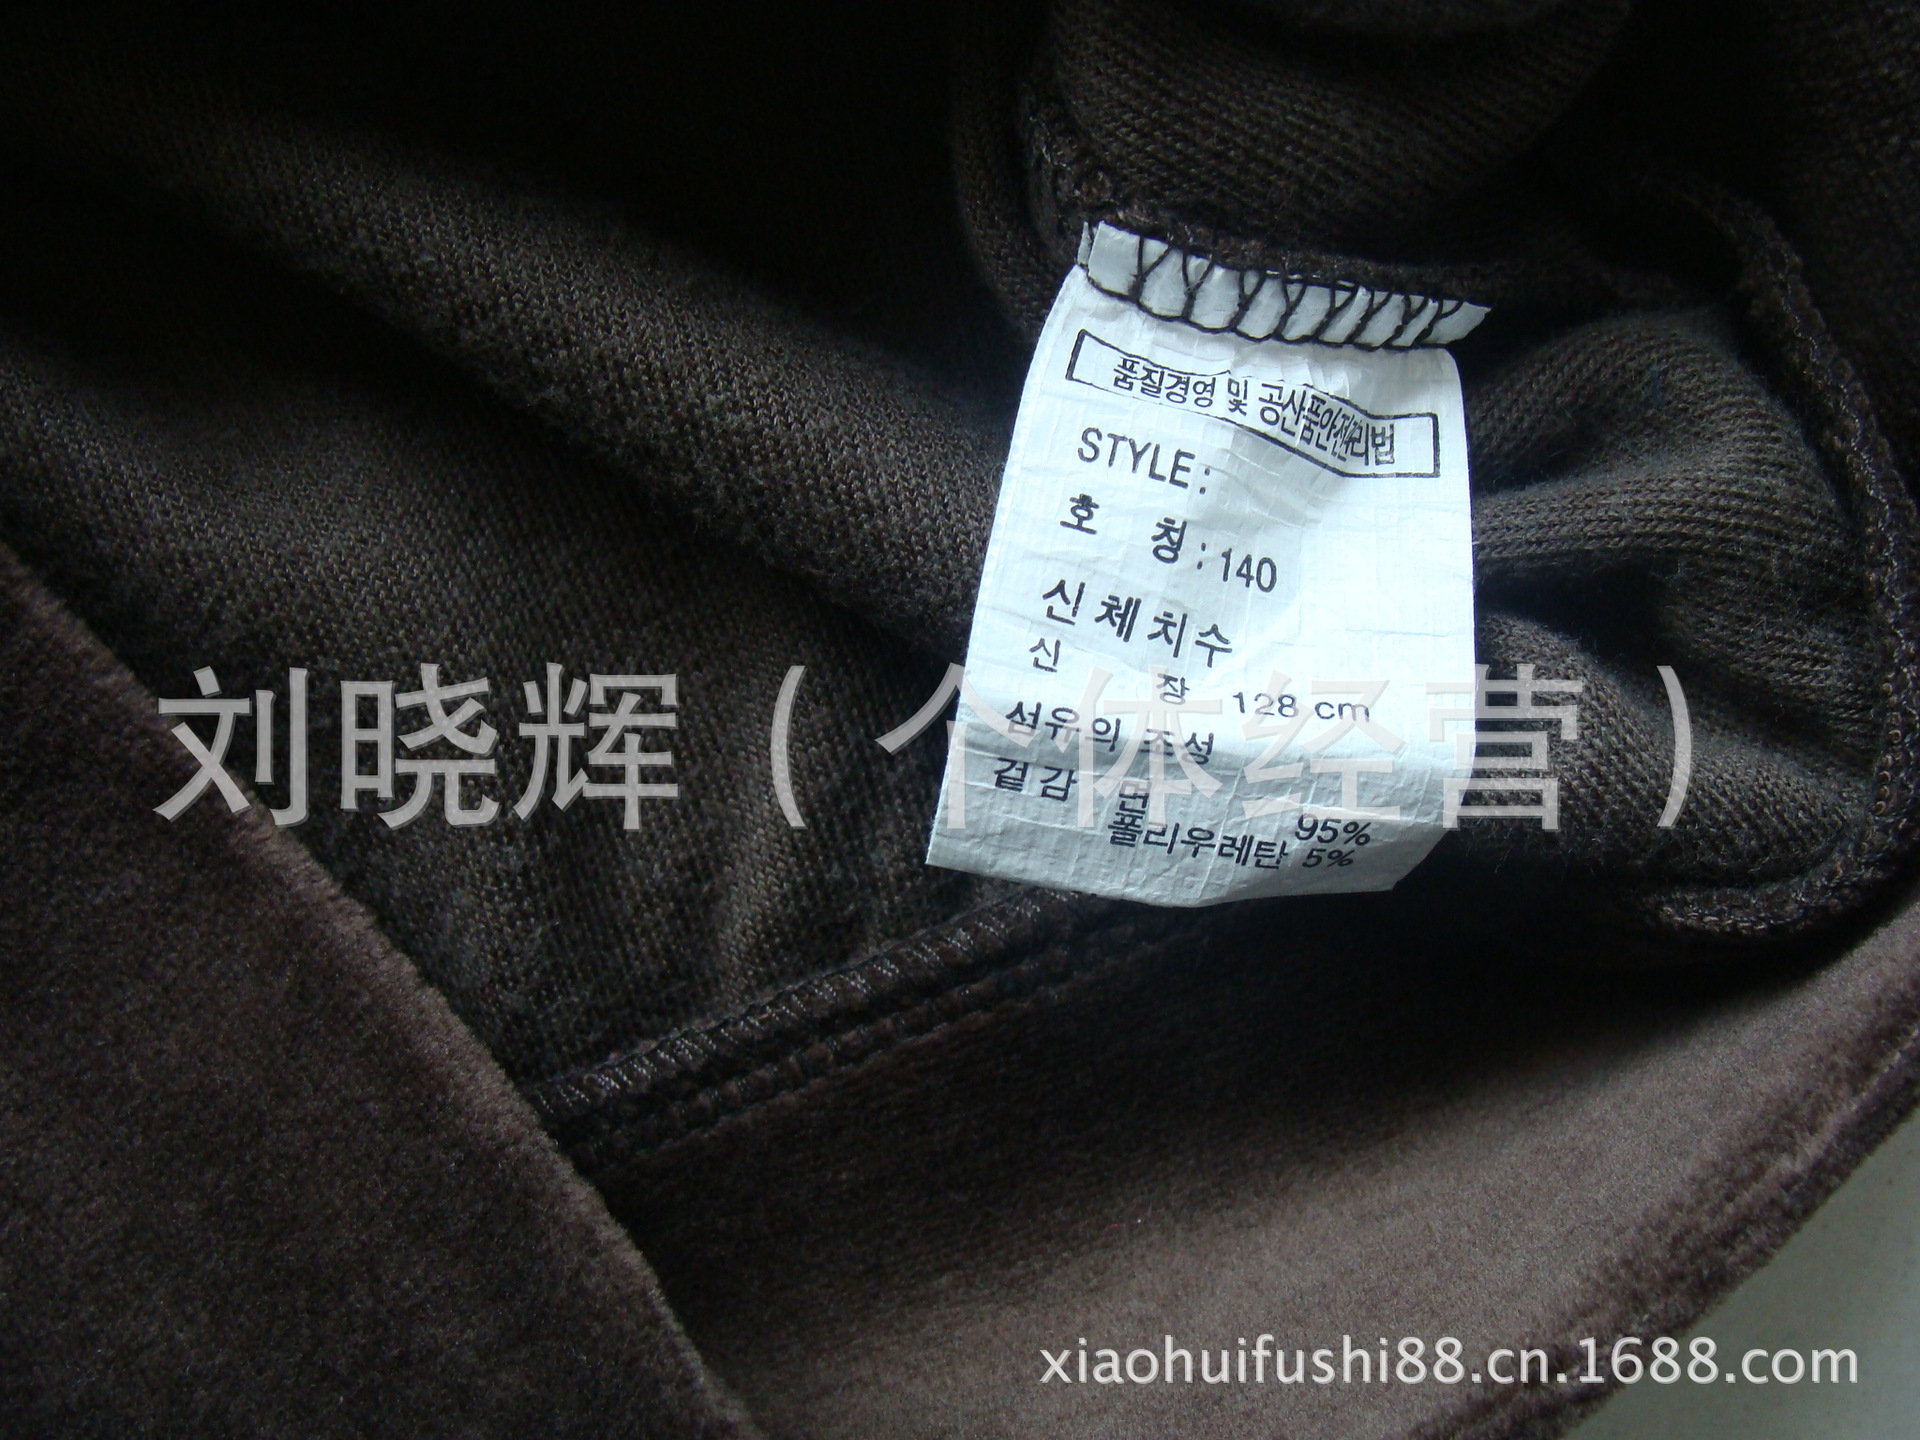 품질경영 및 공산품안전관리법
STYLE:
호 칭 : 140
신체치수
신 장 128 cm
섬유의 조성
겉감 면 95%
폴리우레탄 5%
刘晓辉（个体经营）
xiaohuifushi88.cn.1688.com